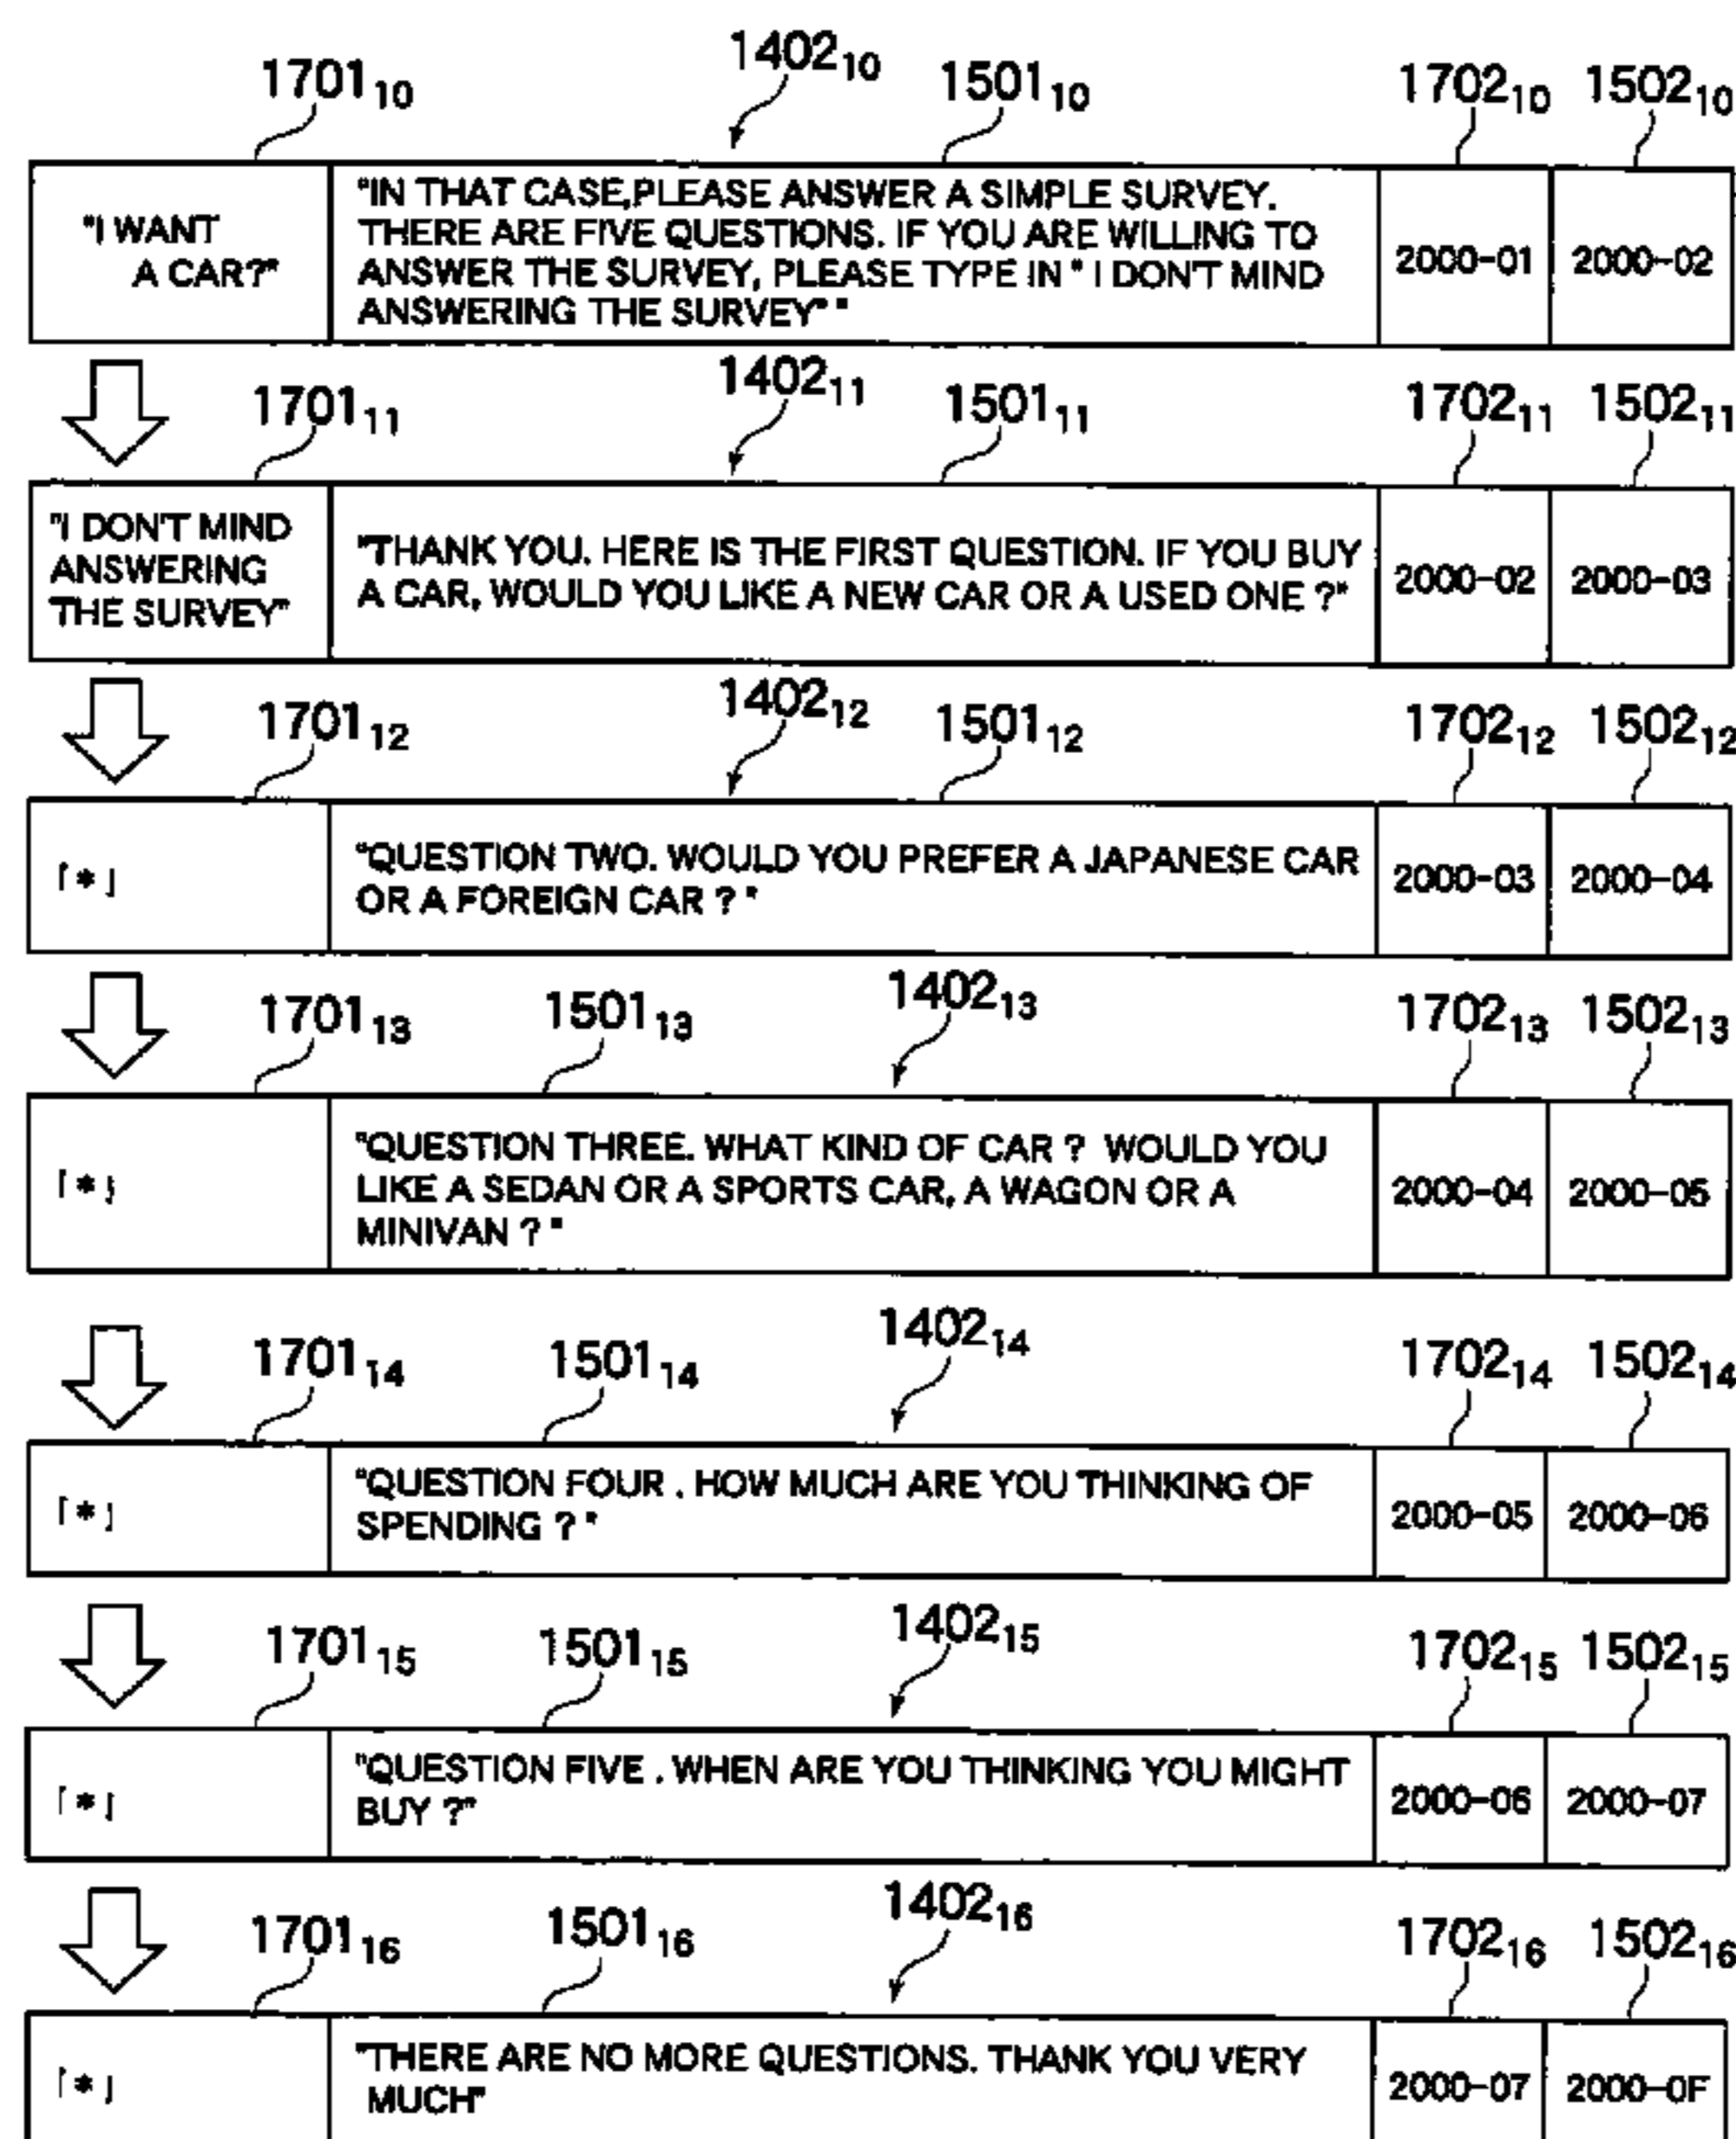 1701₁₀ 1402₁₀ 1501₁₀ 1702₁₀ 1502₁₀
"I WANT
A CAR?"
"IN THAT CASE,PLEASE ANSWER A SIMPLE SURVEY.
THERE ARE FIVE QUESTIONS. IF YOU ARE WILLING TO
ANSWER THE SURVEY, PLEASE TYPE IN " I DON'T MIND
ANSWERING THE SURVEY" "
2000-01 2000-02
1701₁₁ 1402₁₁ 1501₁₁ 1702₁₁ 1502₁₁
"I DON'T MIND
ANSWERING
THE SURVEY"
"THANK YOU. HERE IS THE FIRST QUESTION. IF YOU BUY
A CAR, WOULD YOU LIKE A NEW CAR OR A USED ONE ?"
2000-02 2000-03
1701₁₂ 1402₁₂ 1501₁₂ 1702₁₂ 1502₁₂
「*」
"QUESTION TWO. WOULD YOU PREFER A JAPANESE CAR
OR A FOREIGN CAR ? "
2000-03 2000-04
1701₁₃ 1501₁₃ 1402₁₃ 1702₁₃ 1502₁₃
「*」
"QUESTION THREE. WHAT KIND OF CAR ? WOULD YOU
LIKE A SEDAN OR A SPORTS CAR, A WAGON OR A
MINIVAN ? "
2000-04 2000-05
1701₁₄ 1501₁₄ 1402₁₄ 1702₁₄ 1502₁₄
「*」
"QUESTION FOUR . HOW MUCH ARE YOU THINKING OF
SPENDING ? "
2000-05 2000-06
1701₁₅ 1501₁₅ 1402₁₅ 1702₁₅ 1502₁₅
「*」
"QUESTION FIVE . WHEN ARE YOU THINKING YOU MIGHT
BUY ?"
2000-06 2000-07
1701₁₆ 1501₁₆ 1402₁₆ 1702₁₆ 1502₁₆
「*」
"THERE ARE NO MORE QUESTIONS. THANK YOU VERY
MUCH"
2000-07 2000-0F